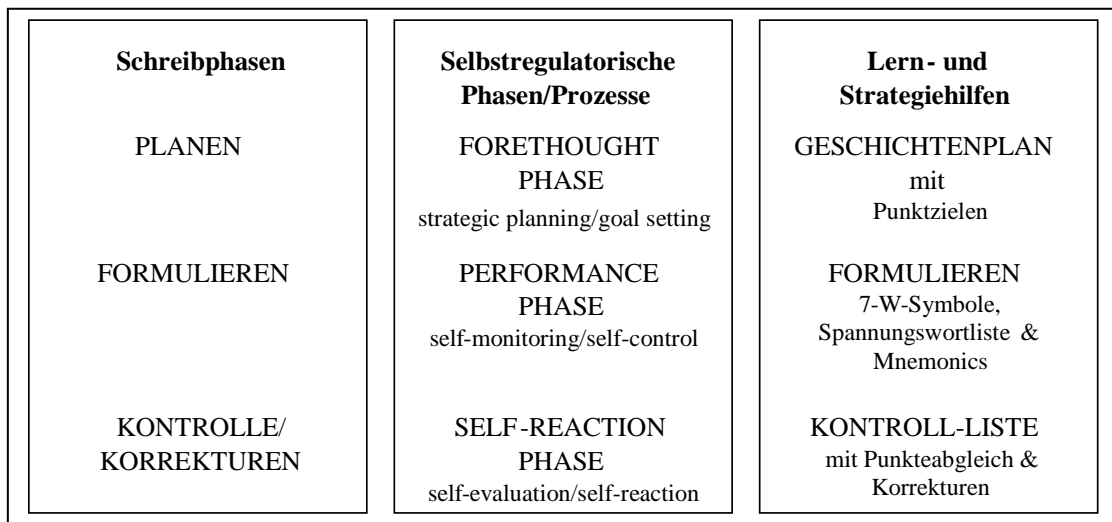 Schreibphasen
PLANEN
FORMULIEREN
KONTROLLE/
KORREKTUREN
Selbstregulatorische
Phasen/Prozesse
FORETHOUGHT
PHASE
strategic planning/goal setting
PERFORMANCE
PHASE
self-monitoring/self-control
SELF-REACTION
PHASE
self-evaluation/self-reaction
Lern- und
Strategiehilfen
GESCHICHTENPLAN
mit
Punktzielen
FORMULIEREN
7-W-Symbole,
Spannungswortliste &
Mnemonics
KONTROLL-LISTE
mit Punkteabgleich &
Korrekturen